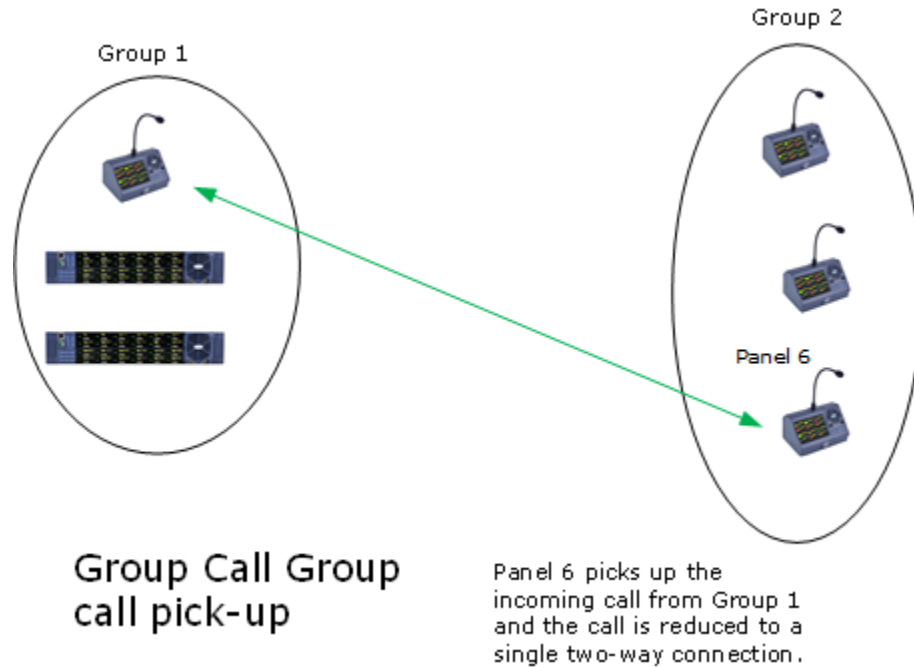 Group 1
Group 2
Panel 6
Group Call Group
call pick-up
Panel 6 picks up the
incoming call from Group 1
and the call is reduced to a
single two-way connection.